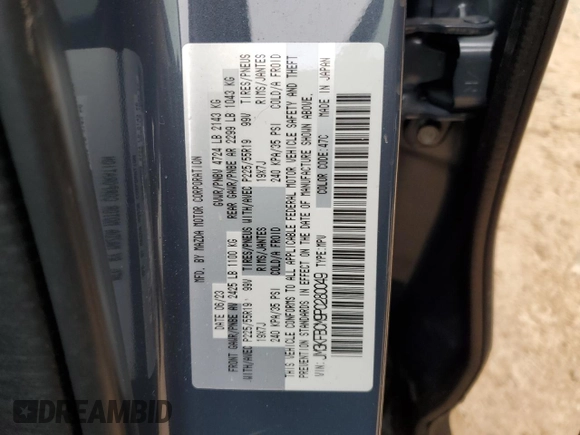 MFD. BY MAZDA MOTOR CORPORATION
DATE 06/23 GVWR/PNBV 4724 LB 2143 KG
FRONT GAWR/PNBE AV 2425 LB 1100 KG REAR GAWR/PNBE AR 2299 LB 1043 KG
WITH/AVEC P225/55R19 99V TIRES/PNEUS WITH/AVEC P225/55R19 99V TIRES/PNEUS
19X7J RIMS/JANTES 19X7J RIMS/JANTES
240 KPA/35 PSI COLD/A FROID 240 KPA/35 PSI COLD/A FROID
THIS VEHICLE CONFORMS TO ALL APPLICABLE FEDERAL MOTOR VEHICLE SAFETY AND THEFT
PREVENTION STANDARDS IN EFFECT ON THE DATE OF MANUFACTURE SHOWN ABOVE.
VIN: TYPE:MPV COLOR CODE:47C MADE IN JAPAN
DREAMBID